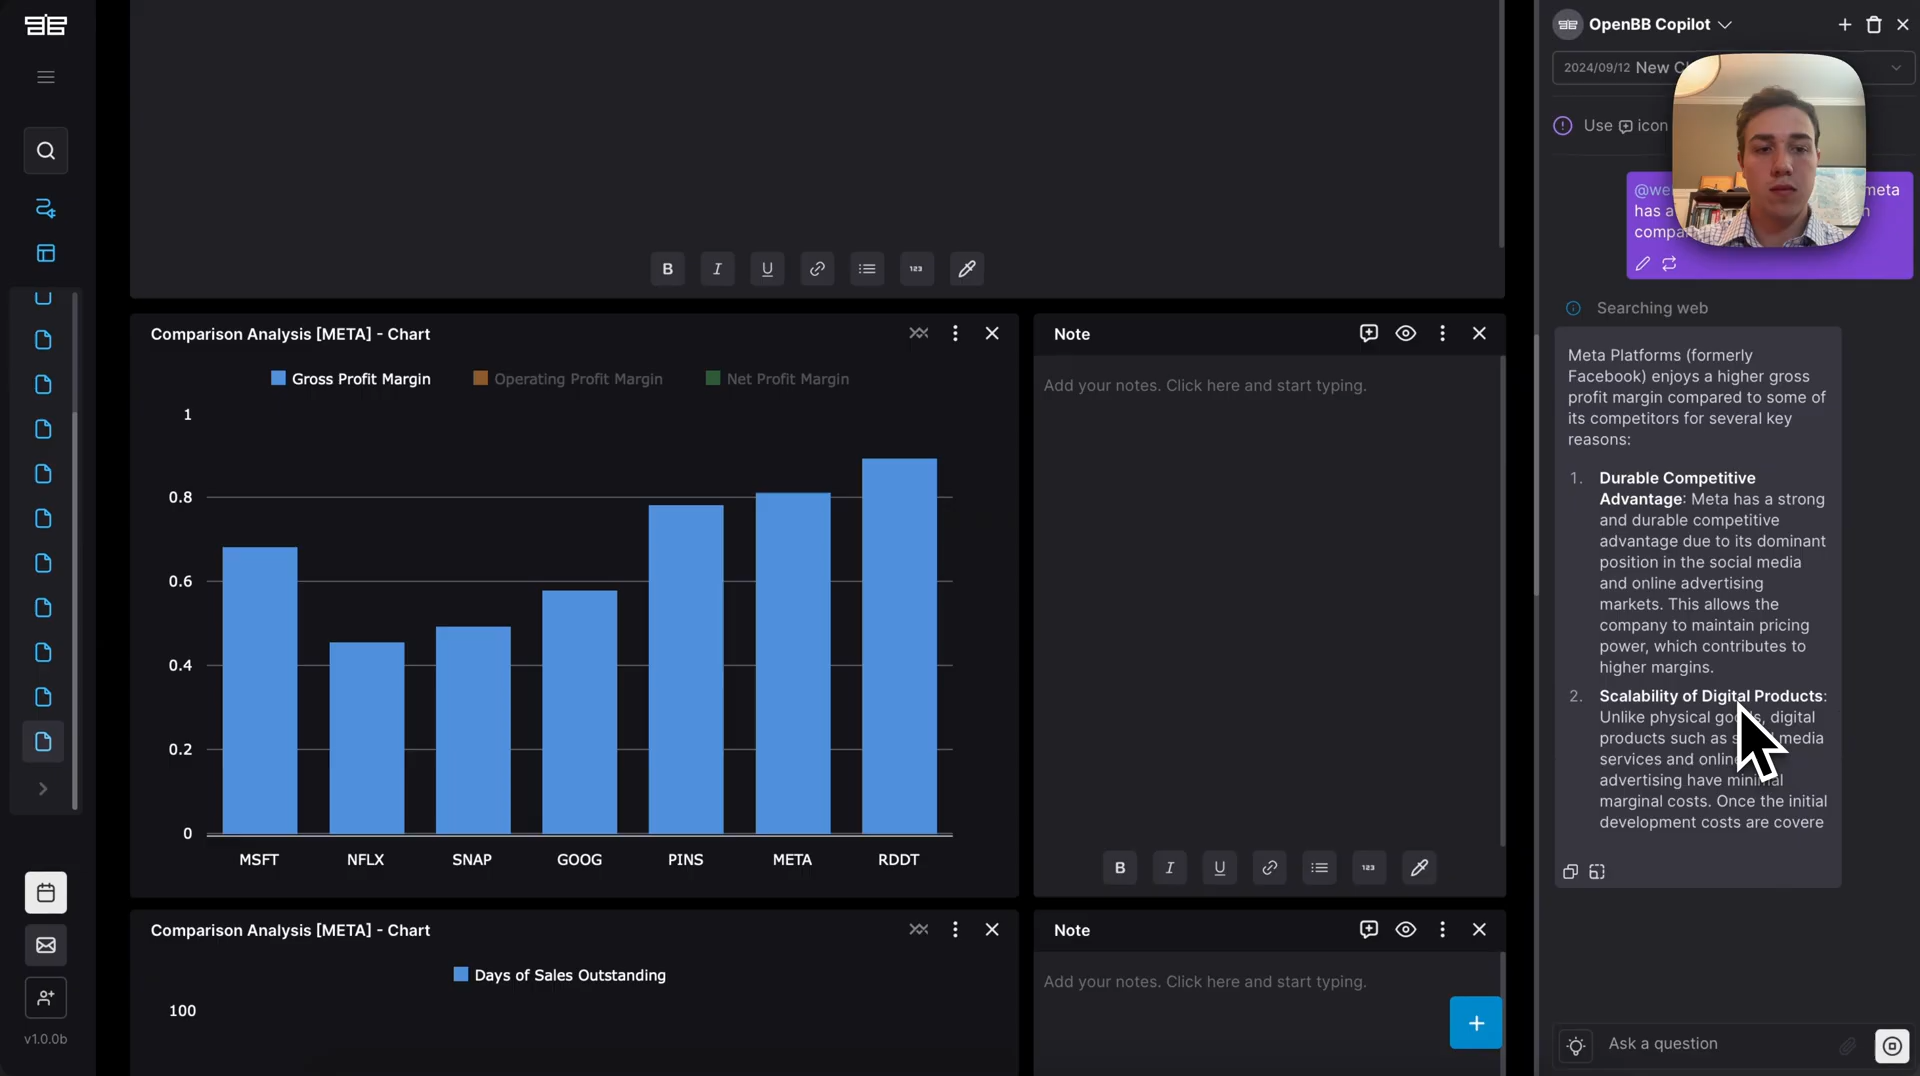 OpenBB Copilot
2024/09/12 New
Use icon
@we meta
has a
compa
Searching web
Meta Platforms (formerly
Facebook) enjoys a higher gross
profit margin compared to some of
its competitors for several key
reasons:
1. Durable Competitive
Advantage: Meta has a strong
and durable competitive
advantage due to its dominant
position in the social media
and online advertising
markets. This allows the
company to maintain pricing
power, which contributes to
higher margins.
2. Scalability of Digital Products:
Unlike physical digital
products such as media
services and
advertising have minimal
marginal costs. Once the initial
development costs are covere
Ask a question
B I U 123
Comparison Analysis [META] - Chart
Gross Profit Margin Operating Profit Margin Net Profit Margin
1
0.8
0.6
0.4
0.2
0
MSFT NFLX SNAP GOOG PINS META RDDT
Note
Add your notes. Click here and start typing.
B I U 123
Comparison Analysis [META] - Chart
Days of Sales Outstanding
100
Note
Add your notes. Click here and start typing.
v1.0.0b